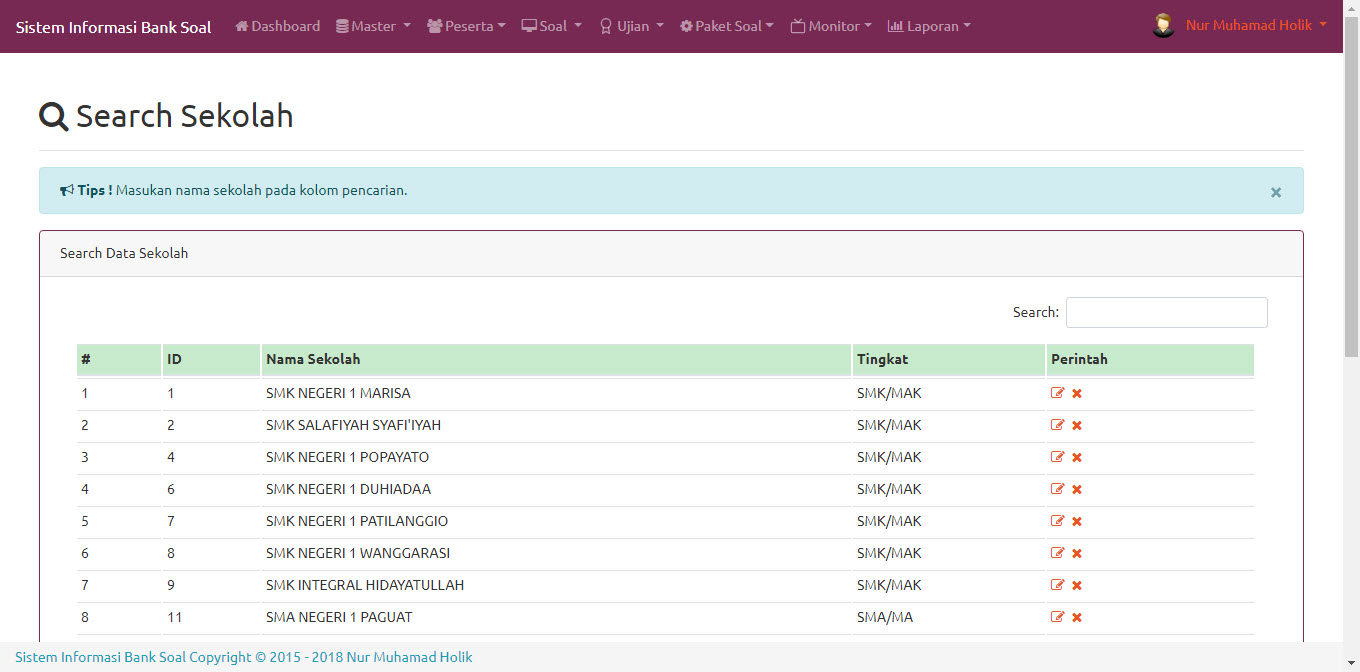 Sistem Informasi Bank Soal Dashboard Master Peserta Soal Ujian Paket Soal Monitor Laporan Nur Muhamad Holik
Search Sekolah
Tips ! Masukan nama sekolah pada kolom pencarian. ×
Search Data Sekolah
Search:
# ID Nama Sekolah Tingkat Perintah
1 1 SMK NEGERI 1 MARISA SMK/MAK
2 2 SMK SALAFIYAH SYAFI'IYAH SMK/MAK
3 4 SMK NEGERI 1 POPAYATO SMK/MAK
4 6 SMK NEGERI 1 DUHIADAA SMK/MAK
5 7 SMK NEGERI 1 PATILANGGIO SMK/MAK
6 8 SMK NEGERI 1 WANGGARASI SMK/MAK
7 9 SMK INTEGRAL HIDAYATULLAH SMK/MAK
8 11 SMA NEGERI 1 PAGUAT SMA/MA
Sistem Informasi Bank Soal Copyright © 2015 - 2018 Nur Muhamad Holik